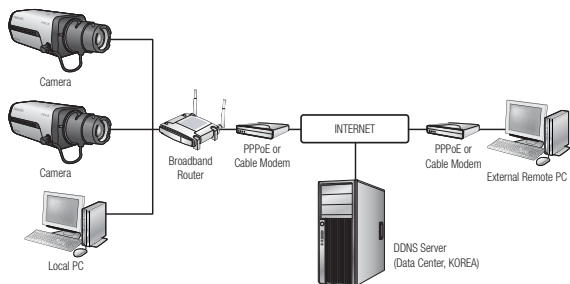 Camera
Camera
Local PC
Broadband
Router
PPPoE or
Cable Modem
INTERNET
DDNS Server
(Data Center, KOREA)
PPPoE or
Cable Modem
External Remote PC